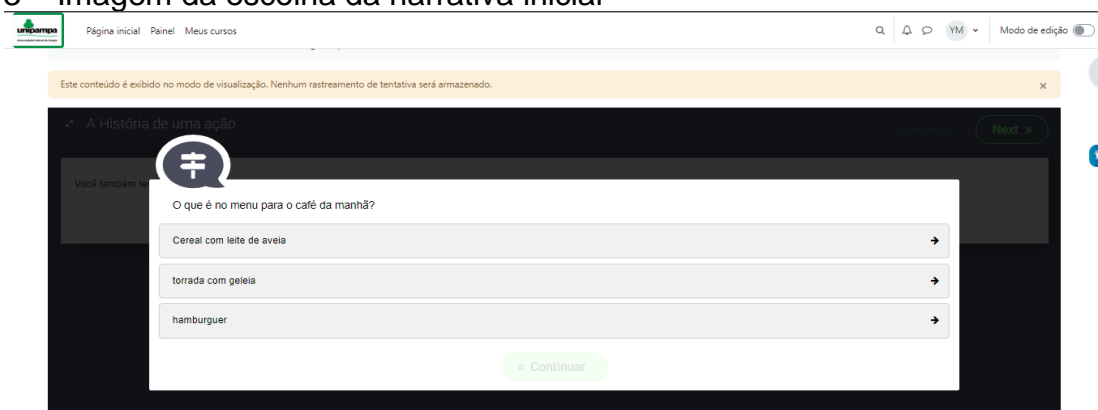 Imagem da escolha da narrativa inicial
unipampa
Página inicial Painel Meus cursos
YM
Modo de edição
Este conteúdo é exibido no modo de visualização. Nenhum rastreamento de tentativa será armazenado.
×
A História de uma ação
« Continuar
Next »
Você também te
O que é no menu para o café da manhã?
Cereal com leite de aveia
torrada com geleia
hamburguer
« Continuar